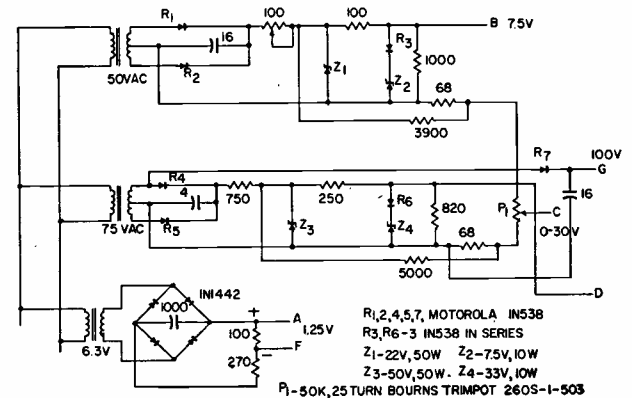 R1
100
100
B 7.5V
16
R3
1000
Z1
R2
Z2
68
50VAC
3900
R7
100V
G
R4
4
750
250
R6
16
820
P1
C
75 VAC
R5
Z3
Z4
68
0-30V
5000
D
1N1442
1000
+
A
1.25V
100
F
6.3V
-
270
R1,2,4,5,7, MOTOROLA 1N538
R3,R6-3 1N538 IN SERIES
Z1-22V, 50W Z2-7.5V, 10W
Z3-50V, 50W. Z4-33V, 10W
P1-50K, 25 TURN BOURNS TRIMPOT 260S-1-503